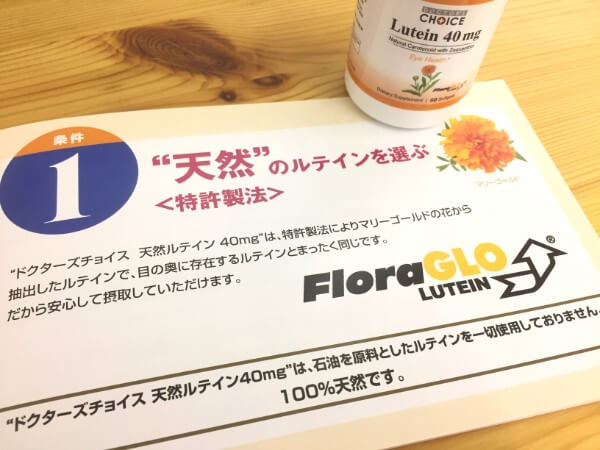 DOCTOR'S
CHOICE
Lutein 40mg
Natural Carotenoid with Zeaxanthin
Eye Health*
Dietary Supplement 60 Softgels
条件
1
“天然”のルテインを選ぶ
<特許製法>
マリーゴールド
“ドクターズチョイス 天然ルテイン 40mg”は、特許製法によりマリーゴールドの花から
抽出したルテインで、目の奥に存在するルテインとまったく同じです。
だから安心して摂取していただけます。
FloraGLO®
LUTEIN
“ドクターズチョイス 天然ルテイン40mg”は、石油を原料としたルテインを一切使用しておりません。
100%天然です。